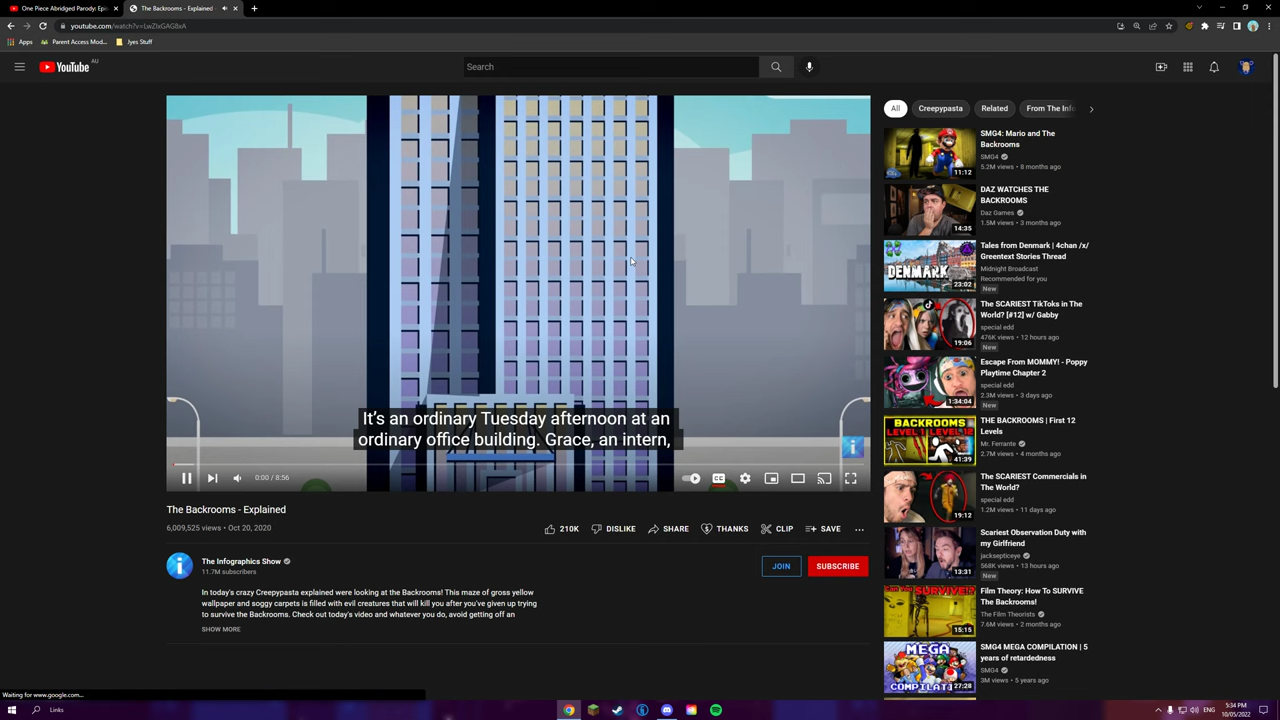 One Piece Abridged Parody: Epi
The Backrooms - Explained
youtube.com/watch?v=LwZlxGAG8xA
Apps
Parent Access Mod...
Jyes Stuff
YouTube
AU
Search
It's an ordinary Tuesday afternoon at an
ordinary office building. Grace, an intern,
0:00 / 8:56
CC
The Backrooms - Explained
6,009,525 views • Oct 20, 2020
210K
DISLIKE
SHARE
THANKS
CLIP
SAVE
The Infographics Show
11.7M subscribers
JOIN
SUBSCRIBE
In today's crazy Creepypasta explained were looking at the Backrooms! This maze of gross yellow
wallpaper and soggy carpets is filled with evil creatures that will kill you after you've given up trying
to survive the Backrooms. Check out today's video and whatever you do, avoid getting off an
SHOW MORE
All
Creepypasta
Related
From The Info
SMG4: Mario and The
Backrooms
SMG4
5.2M views • 8 months ago
11:12
DAZ WATCHES THE
BACKROOMS
Daz Games
1.5M views • 3 months ago
14:35
Tales from Denmark | 4chan /x/
Greentext Stories Thread
Midnight Broadcast
Recommended for you
New
DENMARK
23:02
The SCARIEST TikToks in The
World? [#12] w/ Gabby
special edd
476K views • 12 hours ago
New
19:06
Escape From MOMMY! - Poppy
Playtime Chapter 2
special edd
2.3M views • 3 days ago
1:34:04
THE BACKROOMS | First 12
Levels
Mr. Ferrante
2.7M views • 4 months ago
BACKROOMS
LEVEL 1 LEVEL 12
41:39
The SCARIEST Commercials in
The World?
special edd
1.2M views • 11 days ago
19:12
Scariest Observation Duty with
my Girlfriend
jacksepticeye
568K views • 13 hours ago
New
13:31
Film Theory: How To SURVIVE
The Backrooms!
The Film Theorists
7.6M views • 2 months ago
15:15
SMG4 MEGA COMPILATION | 5
years of retardedness
SMG4
3M views • 5 years ago
MEGA
COMPILATION
27:28
Waiting for www.google.com...
Links
ENG
5:34 PM
10/05/2022